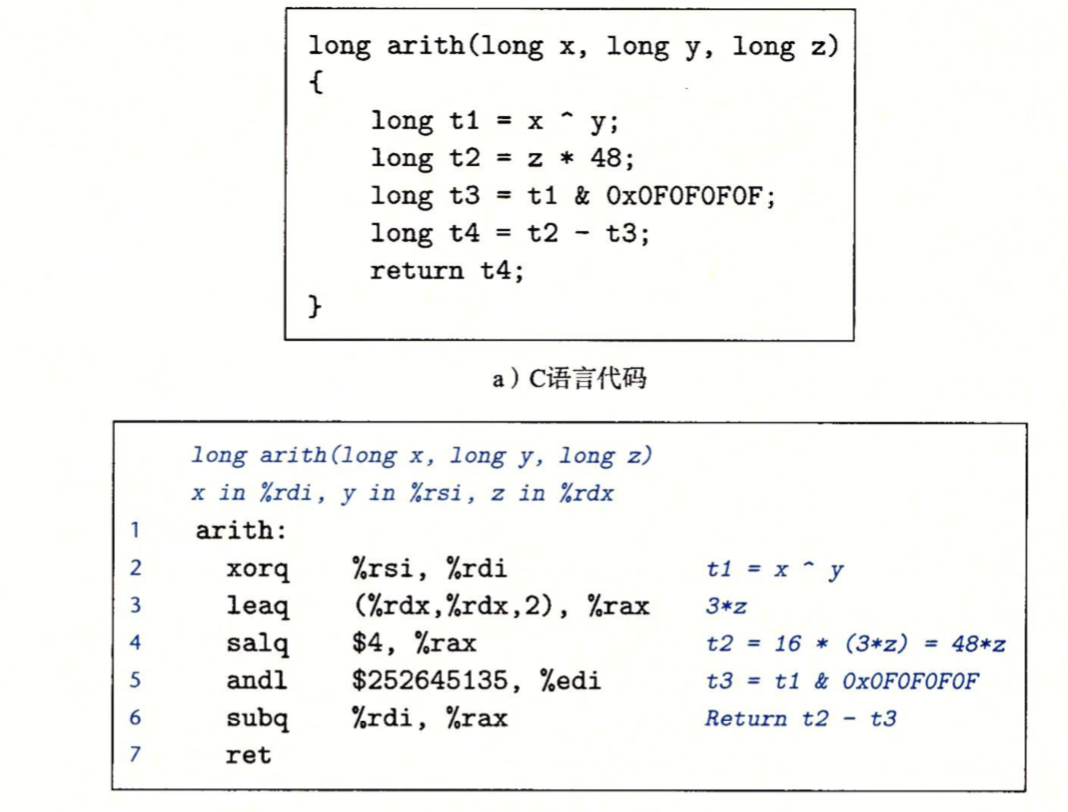 long arith(long x, long y, long z)
{
    long t1 = x ^ y;
    long t2 = z * 48;
    long t3 = t1 & 0x0F0F0F0F;
    long t4 = t2 - t3;
    return t4;
}
a）C语言代码
long arith(long x, long y, long z)
x in %rdi, y in %rsi, z in %rdx
1 arith:
2 xorq %rsi, %rdi t1 = x ^ y
3 leaq (%rdx,%rdx,2), %rax 3*z
4 salq $4, %rax t2 = 16 * (3*z) = 48*z
5 andl $252645135, %edi t3 = t1 & 0x0F0F0F0F
6 subq %rdi, %rax Return t2 - t3
7 ret